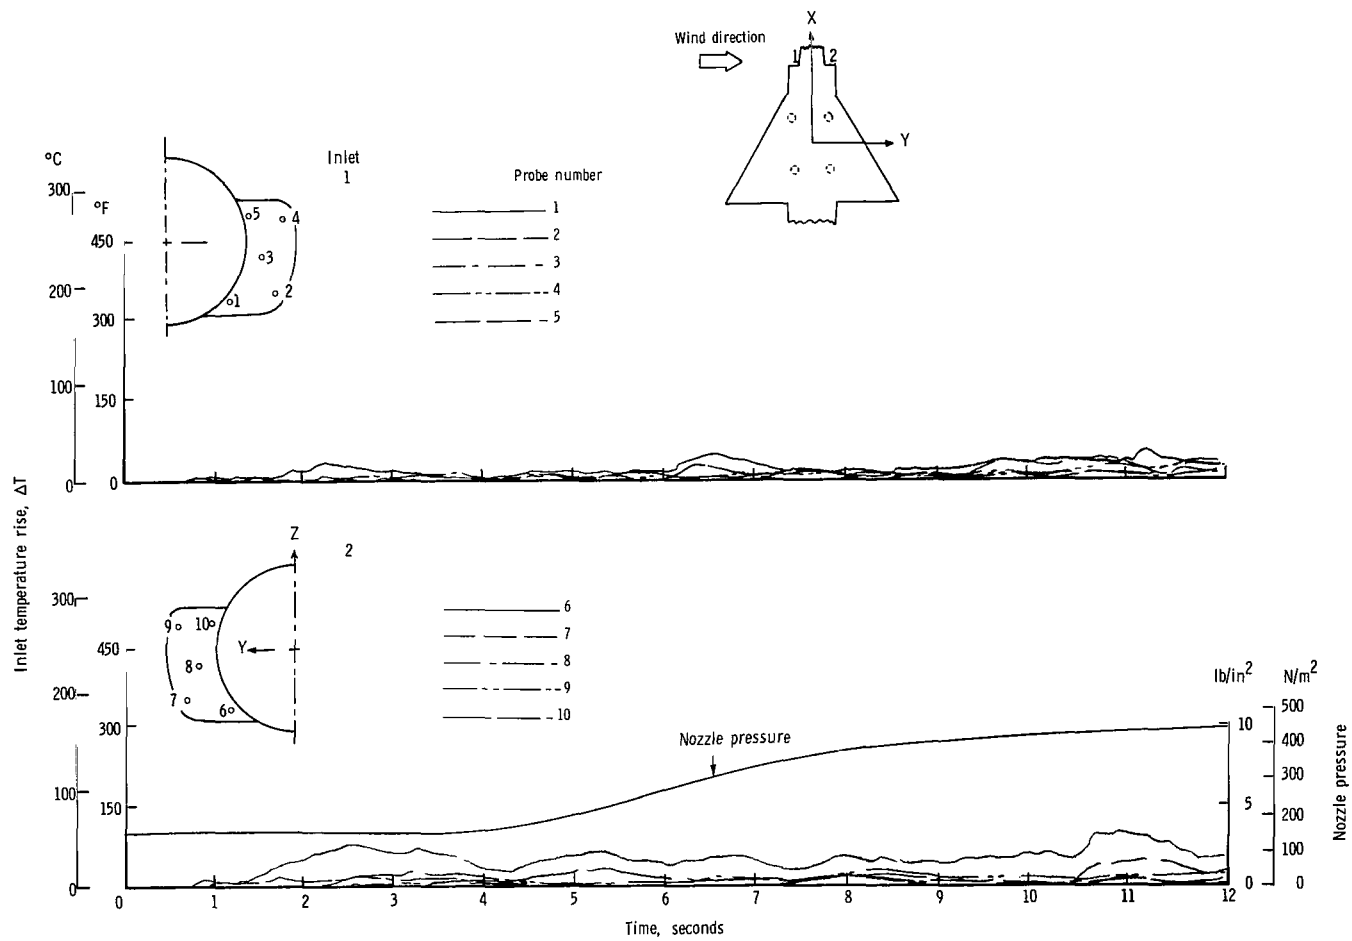 X
Wind direction
1 2
Y
°C
Inlet
1
Probe number
300
°F
450
200
300
100
150
0
0
5
4
3
2
1
1
2
3
4
5
Inlet temperature rise, ΔT
Z
2
300
450
200
300
100
150
0
9
10
8
7
6
Y
6
7
8
9
10
Nozzle pressure
lb/in2
N/m2
10
5
0
500
400
300
200
100
0
Nozzle pressure
0 1 2 3 4 5 6 7 8 9 10 11 12
Time, seconds